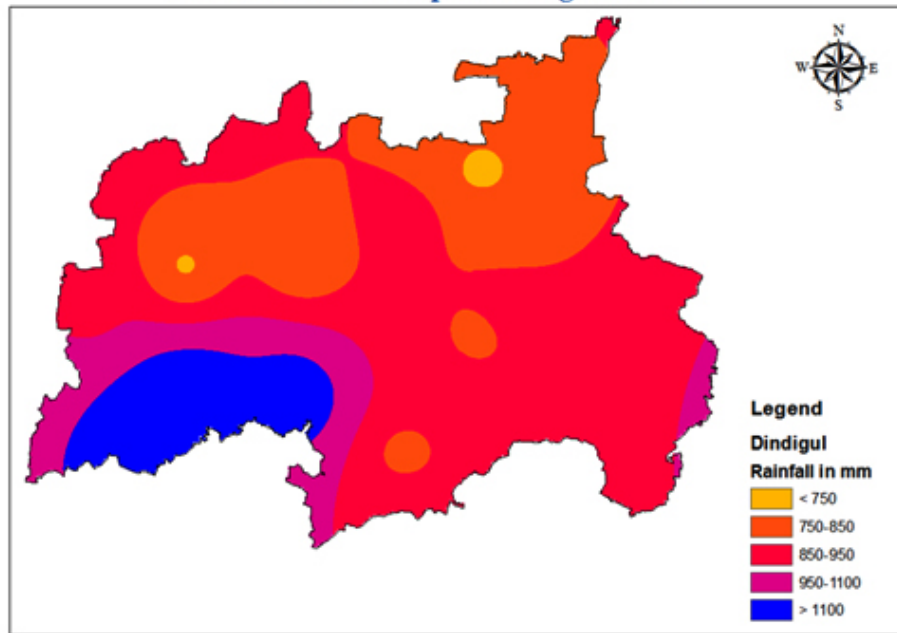 N
W E
S
Legend
Dindigul
Rainfall in mm
< 750
750-850
850-950
950-1100
> 1100